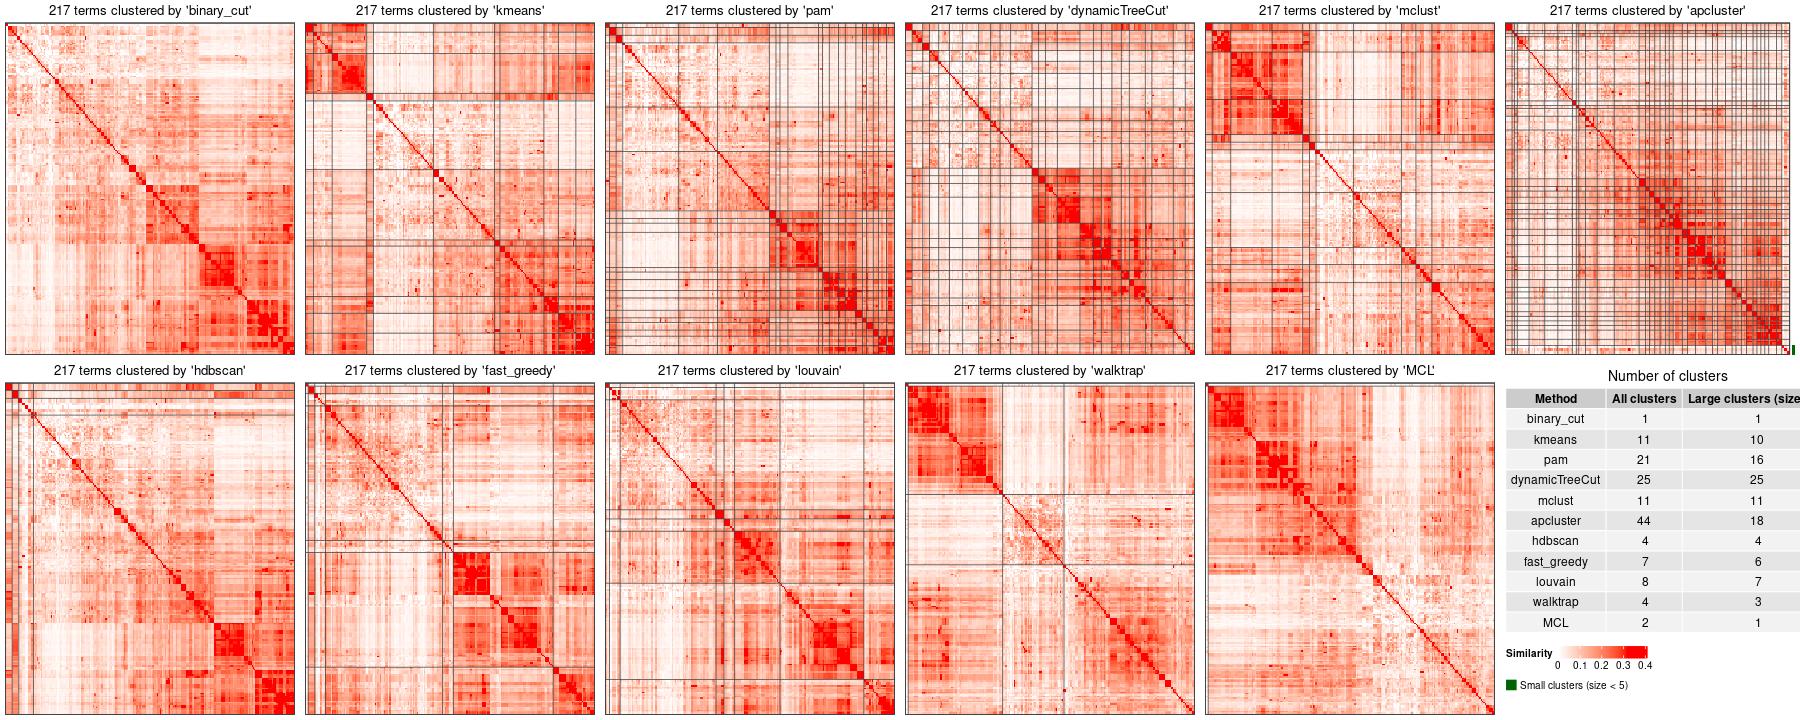 217 terms clustered by 'binary_cut'
217 terms clustered by 'kmeans'
217 terms clustered by 'pam'
217 terms clustered by 'dynamicTreeCut'
217 terms clustered by 'mclust'
217 terms clustered by 'apcluster'
217 terms clustered by 'hdbscan'
217 terms clustered by 'fast_greedy'
217 terms clustered by 'louvain'
217 terms clustered by 'walktrap'
217 terms clustered by 'MCL'
Number of clusters
Method All clusters Large clusters (size
binary_cut 1 1
kmeans 11 10
pam 21 16
dynamicTreeCut 25 25
mclust 11 11
apcluster 44 18
hdbscan 4 4
fast_greedy 7 6
louvain 8 7
walktrap 4 3
MCL 2 1
Similarity
0 0.1 0.2 0.3 0.4
Small clusters (size < 5)